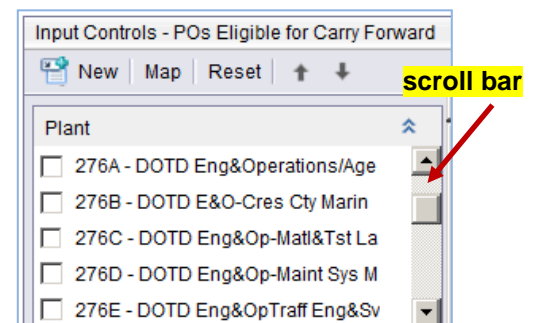 Input Controls - POs Eligible for Carry Forward
New Map Reset
scroll bar
Plant
276A - DOTD Eng&Operations/Age
276B - DOTD E&O-Cres Cty Marin
276C - DOTD Eng&Op-Matl&Tst La
276D - DOTD Eng&Op-Maint Sys M
276E - DOTD Eng&OpTraff Eng&Sv